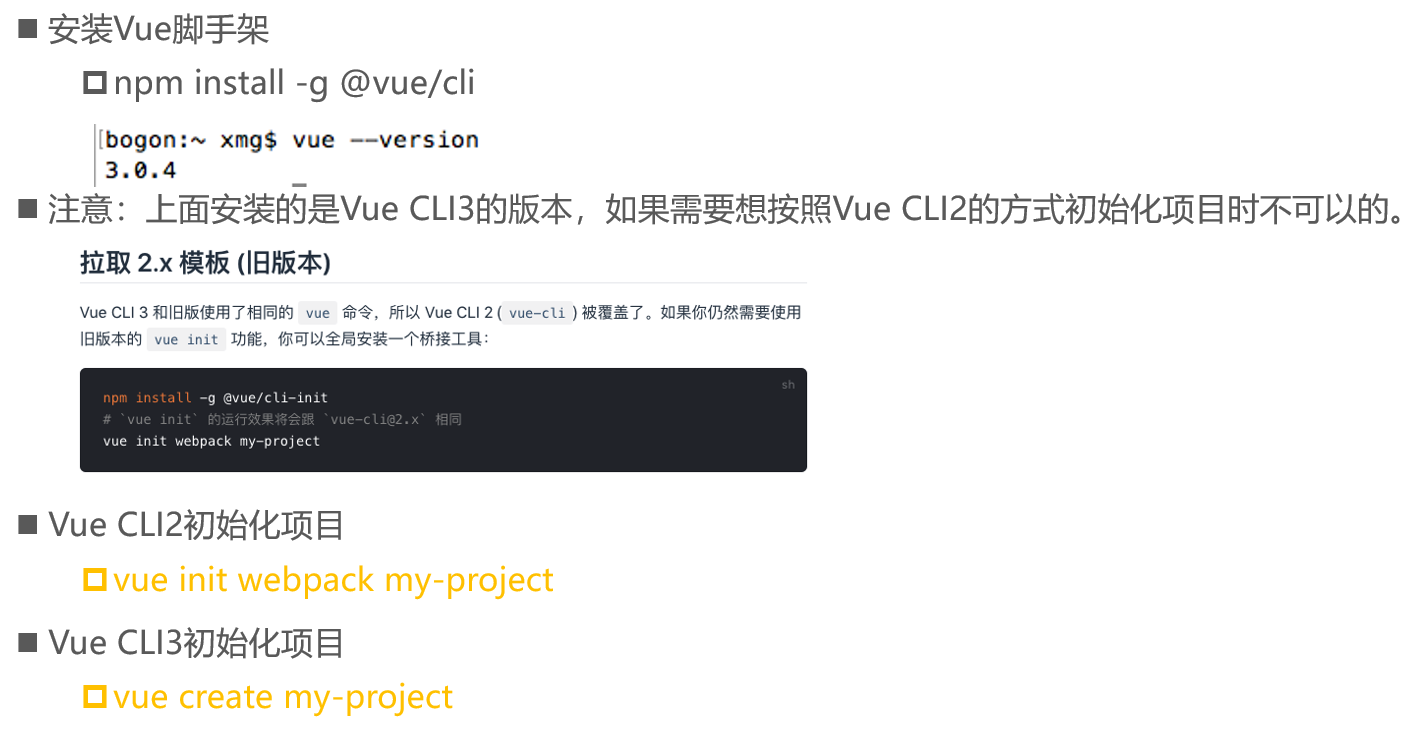 安装Vue脚手架
npm install -g @vue/cli
[bogon:~ xmg$ vue --version
3.0.4
注意：上面安装的是Vue CLI3的版本，如果需要想按照Vue CLI2的方式初始化项目时不可以的。
拉取 2.x 模板 (旧版本)
Vue CLI 3 和旧版使用了相同的 vue 命令，所以 Vue CLI 2 (vue-cli) 被覆盖了。如果你仍然需要使用
旧版本的 vue init 功能，你可以全局安装一个桥接工具：
sh
npm install -g @vue/cli-init
# `vue init` 的运行效果将会跟 `vue-cli@2.x` 相同
vue init webpack my-project
Vue CLI2初始化项目
vue init webpack my-project
Vue CLI3初始化项目
vue create my-project